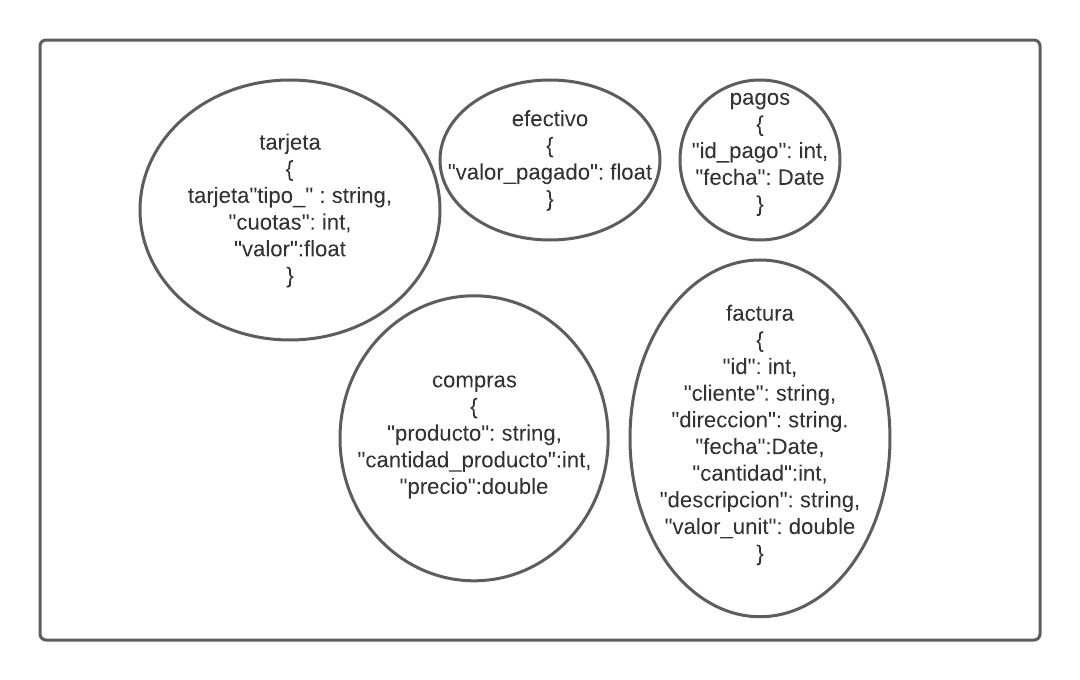 tarjeta
{
tarjeta"tipo_" : string,
"cuotas": int,
"valor":float
}
efectivo
{
"valor_pagado": float
}
pagos
{
"id_pago": int,
"fecha": Date
}
compras
{
"producto": string,
"cantidad_producto":int,
"precio":double
factura
{
"id": int,
"cliente": string,
"direccion": string.
"fecha":Date,
"cantidad":int,
"descripcion": string,
"valor_unit": double
}